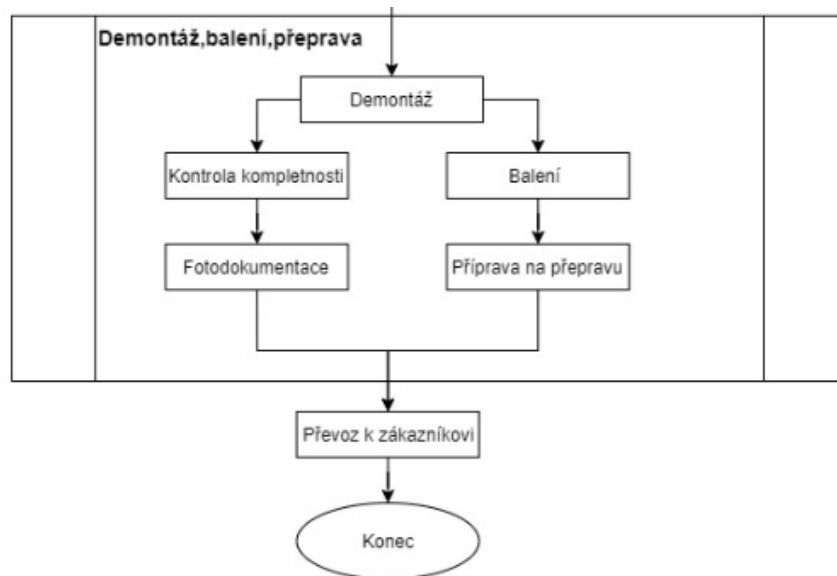 Demontáž,balení,přeprava
Demontáž
Kontrola kompletnosti
Balení
Fotodokumentace
Příprava na přepravu
Převoz k zákazníkovi
Konec